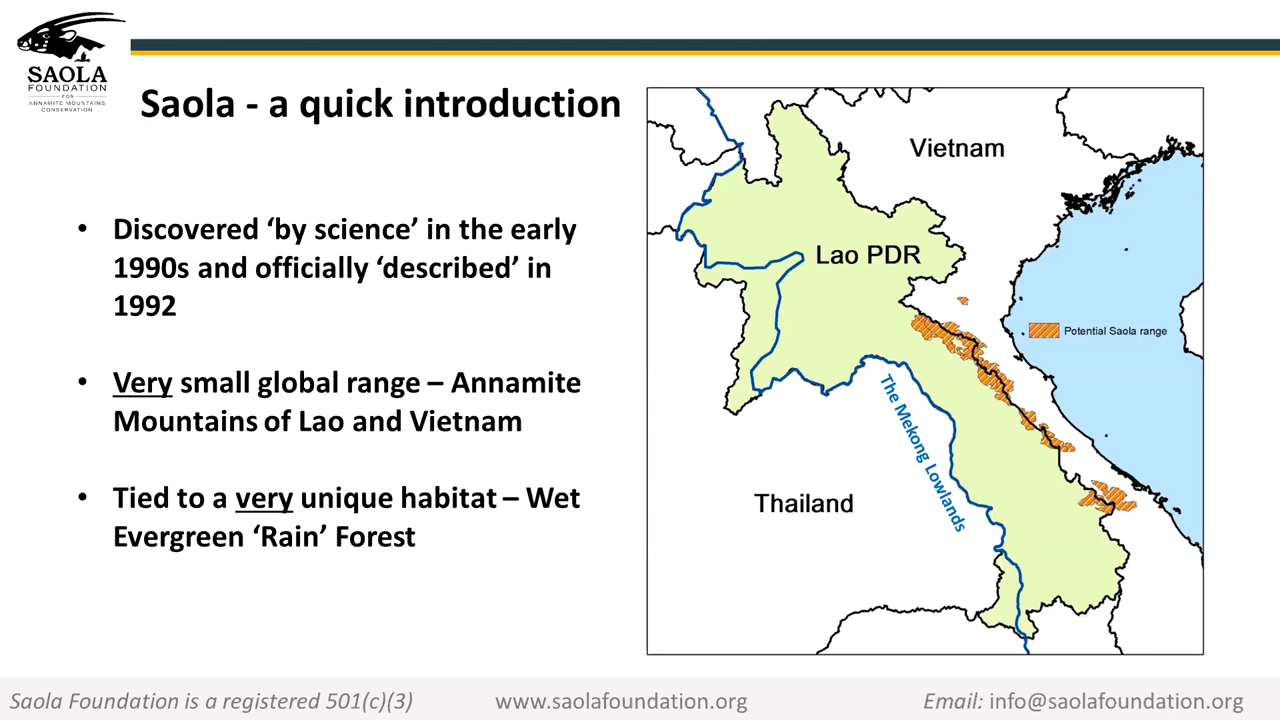 SAOLA
FOUNDATION
FOR
ANNAMITE MOUNTAINS
CONSERVATION
Saola - a quick introduction
• Discovered ‘by science’ in the early
1990s and officially ‘described’ in
1992
• Very small global range – Annamite
Mountains of Lao and Vietnam
• Tied to a very unique habitat – Wet
Evergreen ‘Rain’ Forest
Vietnam
Lao PDR
Potential Saola range
The Mekong Lowlands
Thailand
Saola Foundation is a registered 501(c)(3)
www.saolafoundation.org
Email: info@saolafoundation.org